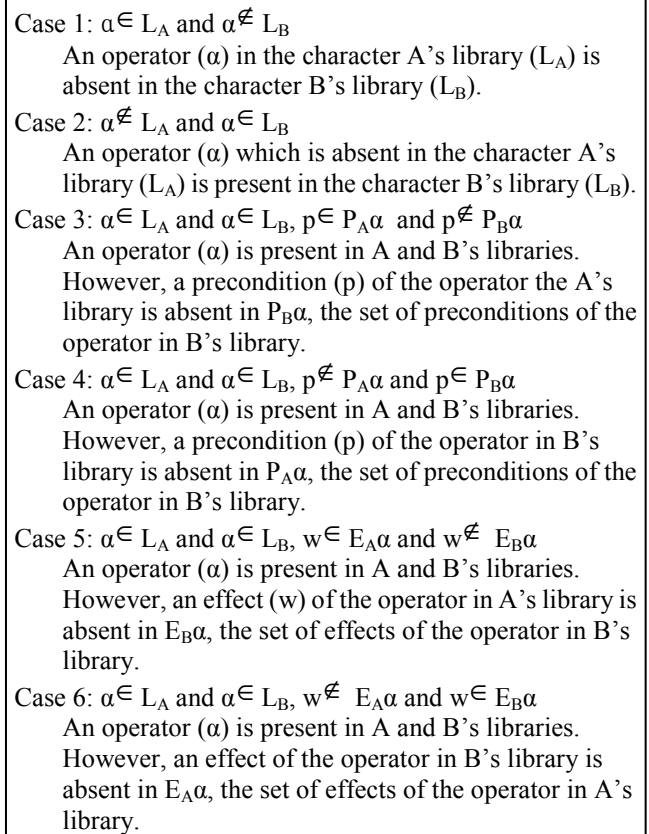 Case 1: α∈ L_A and α∉ L_B
An operator (α) in the character A's library (L_A) is
absent in the character B's library (L_B).
Case 2: α∉ L_A and α∈ L_B
An operator (α) which is absent in the character A's
library (L_A) is present in the character B's library (L_B).
Case 3: α∈ L_A and α∈ L_B, p∈ P_Aα and p∉ P_Bα
An operator (α) is present in A and B's libraries.
However, a precondition (p) of the operator the A's
library is absent in P_Bα, the set of preconditions of the
operator in B's library.
Case 4: α∈ L_A and α∈ L_B, p∉ P_Aα and p∈ P_Bα
An operator (α) is present in A and B's libraries.
However, a precondition (p) of the operator in B's
library is absent in P_Aα, the set of preconditions of the
operator in B's library.
Case 5: α∈ L_A and α∈ L_B, w∈ E_Aα and w∉ E_Bα
An operator (α) is present in A and B's libraries.
However, an effect (w) of the operator in A's library is
absent in E_Bα, the set of effects of the operator in B's
library.
Case 6: α∈ L_A and α∈ L_B, w∉ E_Aα and w∈ E_Bα
An operator (α) is present in A and B's libraries.
However, an effect of the operator in B's library is
absent in E_Aα, the set of effects of the operator in A's
library.